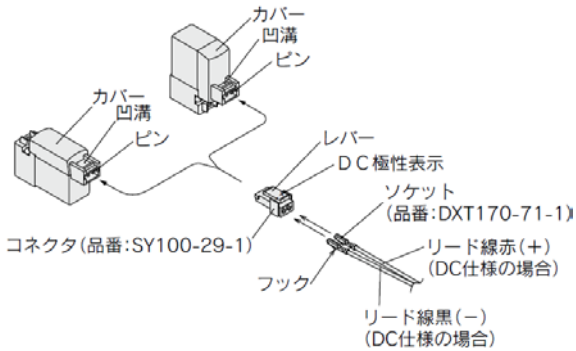 カバー
凹溝
ピン
カバー
凹溝
ピン
レバー
DC極性表示
ソケット
(品番:DXT170-71-1)
コネクタ(品番:SY100-29-1)
リード線赤(+)
(DC仕様の場合)
フック
リード線黒(−)
(DC仕様の場合)